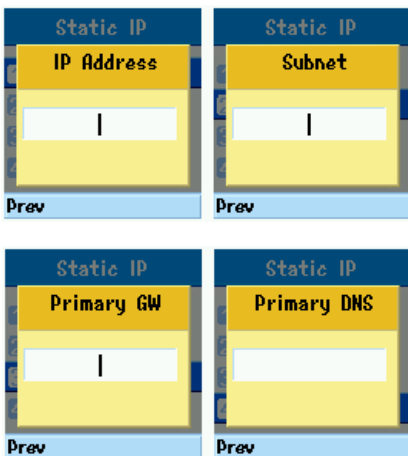 Static IP
IP Address
Prev
Static IP
Subnet
Prev
Static IP
Primary GW
Prev
Static IP
Primary DNS
Prev